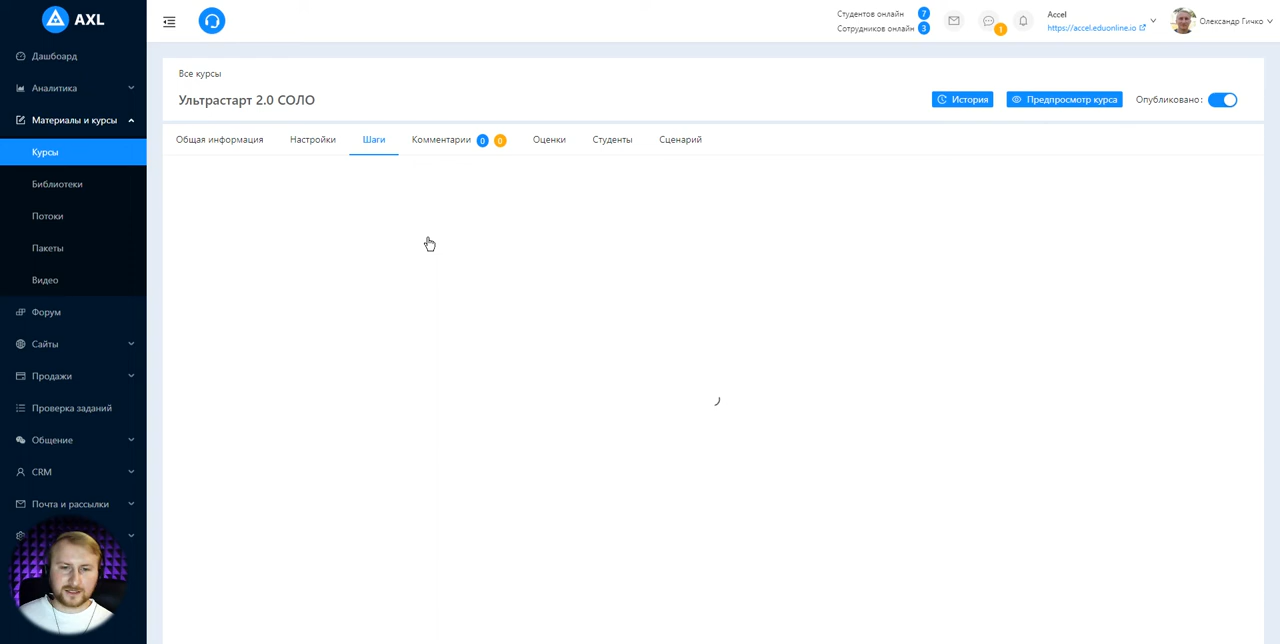 AXL
Студентов онлайн 7
Сотрудников онлайн 3
1
Accel
https://accel.eduonline.io
Олександр Гичко
Дашбоард
Аналитика
Материалы и курсы
Курсы
Библиотеки
Потоки
Пакеты
Видео
Форум
Сайты
Продажи
Проверка заданий
Общение
CRM
Почта и рассылки
Все курсы
Ультрастарт 2.0 СОЛО
История
Предпросмотр курса
Опубликовано:
Общая информация
Настройки
Шаги
Комментарии 0 0
Оценки
Студенты
Сценарий